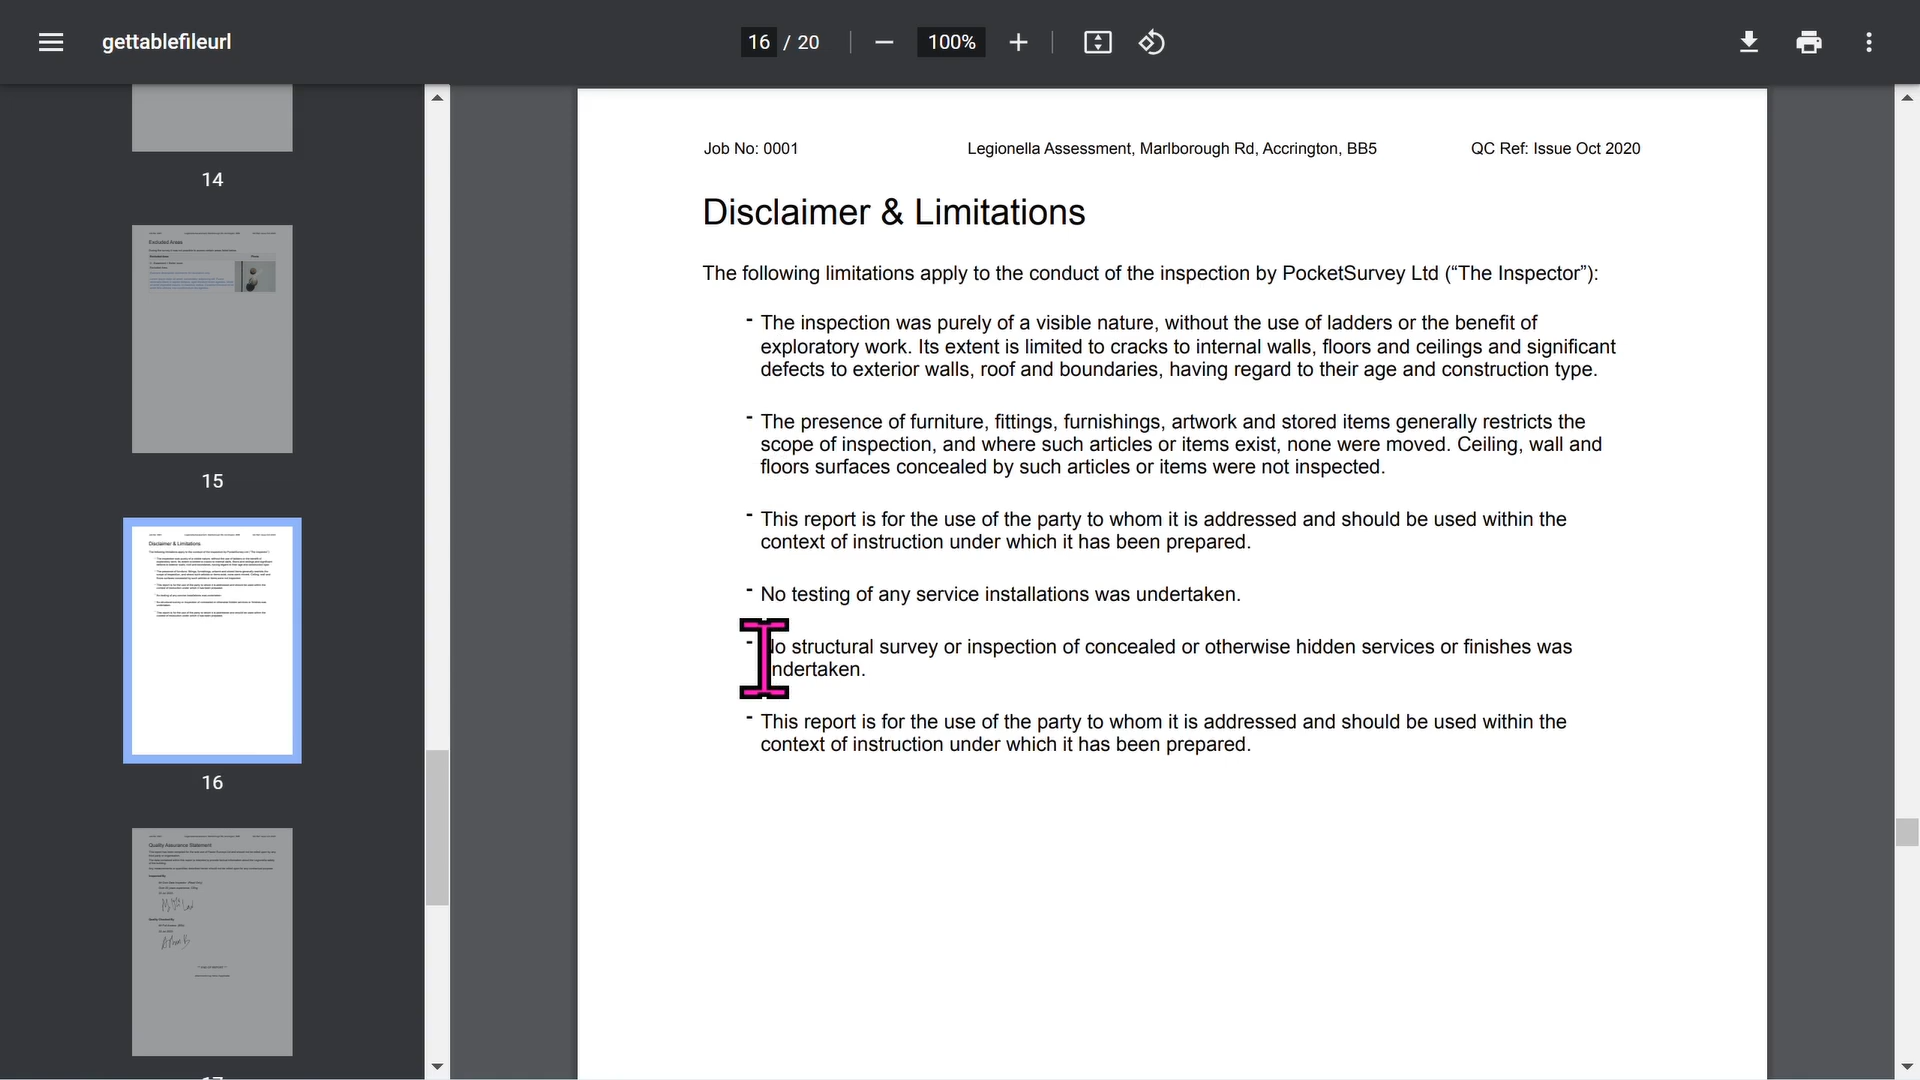 gettablefileurl
16 / 20
100%
14
15
16
Job No: 0001 Legionella Assessment, Marlborough Rd, Accrington, BB5 QC Ref: Issue Oct 2020
Disclaimer & Limitations
The following limitations apply to the conduct of the inspection by PocketSurvey Ltd (“The Inspector”):
- The inspection was purely of a visible nature, without the use of ladders or the benefit of
exploratory work. Its extent is limited to cracks to internal walls, floors and ceilings and significant
defects to exterior walls, roof and boundaries, having regard to their age and construction type.
- The presence of furniture, fittings, furnishings, artwork and stored items generally restricts the
scope of inspection, and where such articles or items exist, none were moved. Ceiling, wall and
floors surfaces concealed by such articles or items were not inspected.
- This report is for the use of the party to whom it is addressed and should be used within the
context of instruction under which it has been prepared.
- No testing of any service installations was undertaken.
- No structural survey or inspection of concealed or otherwise hidden services or finishes was
undertaken.
- This report is for the use of the party to whom it is addressed and should be used within the
context of instruction under which it has been prepared.
Excluded Areas
Disclaimer & Limitations
Quality Assurance Statement